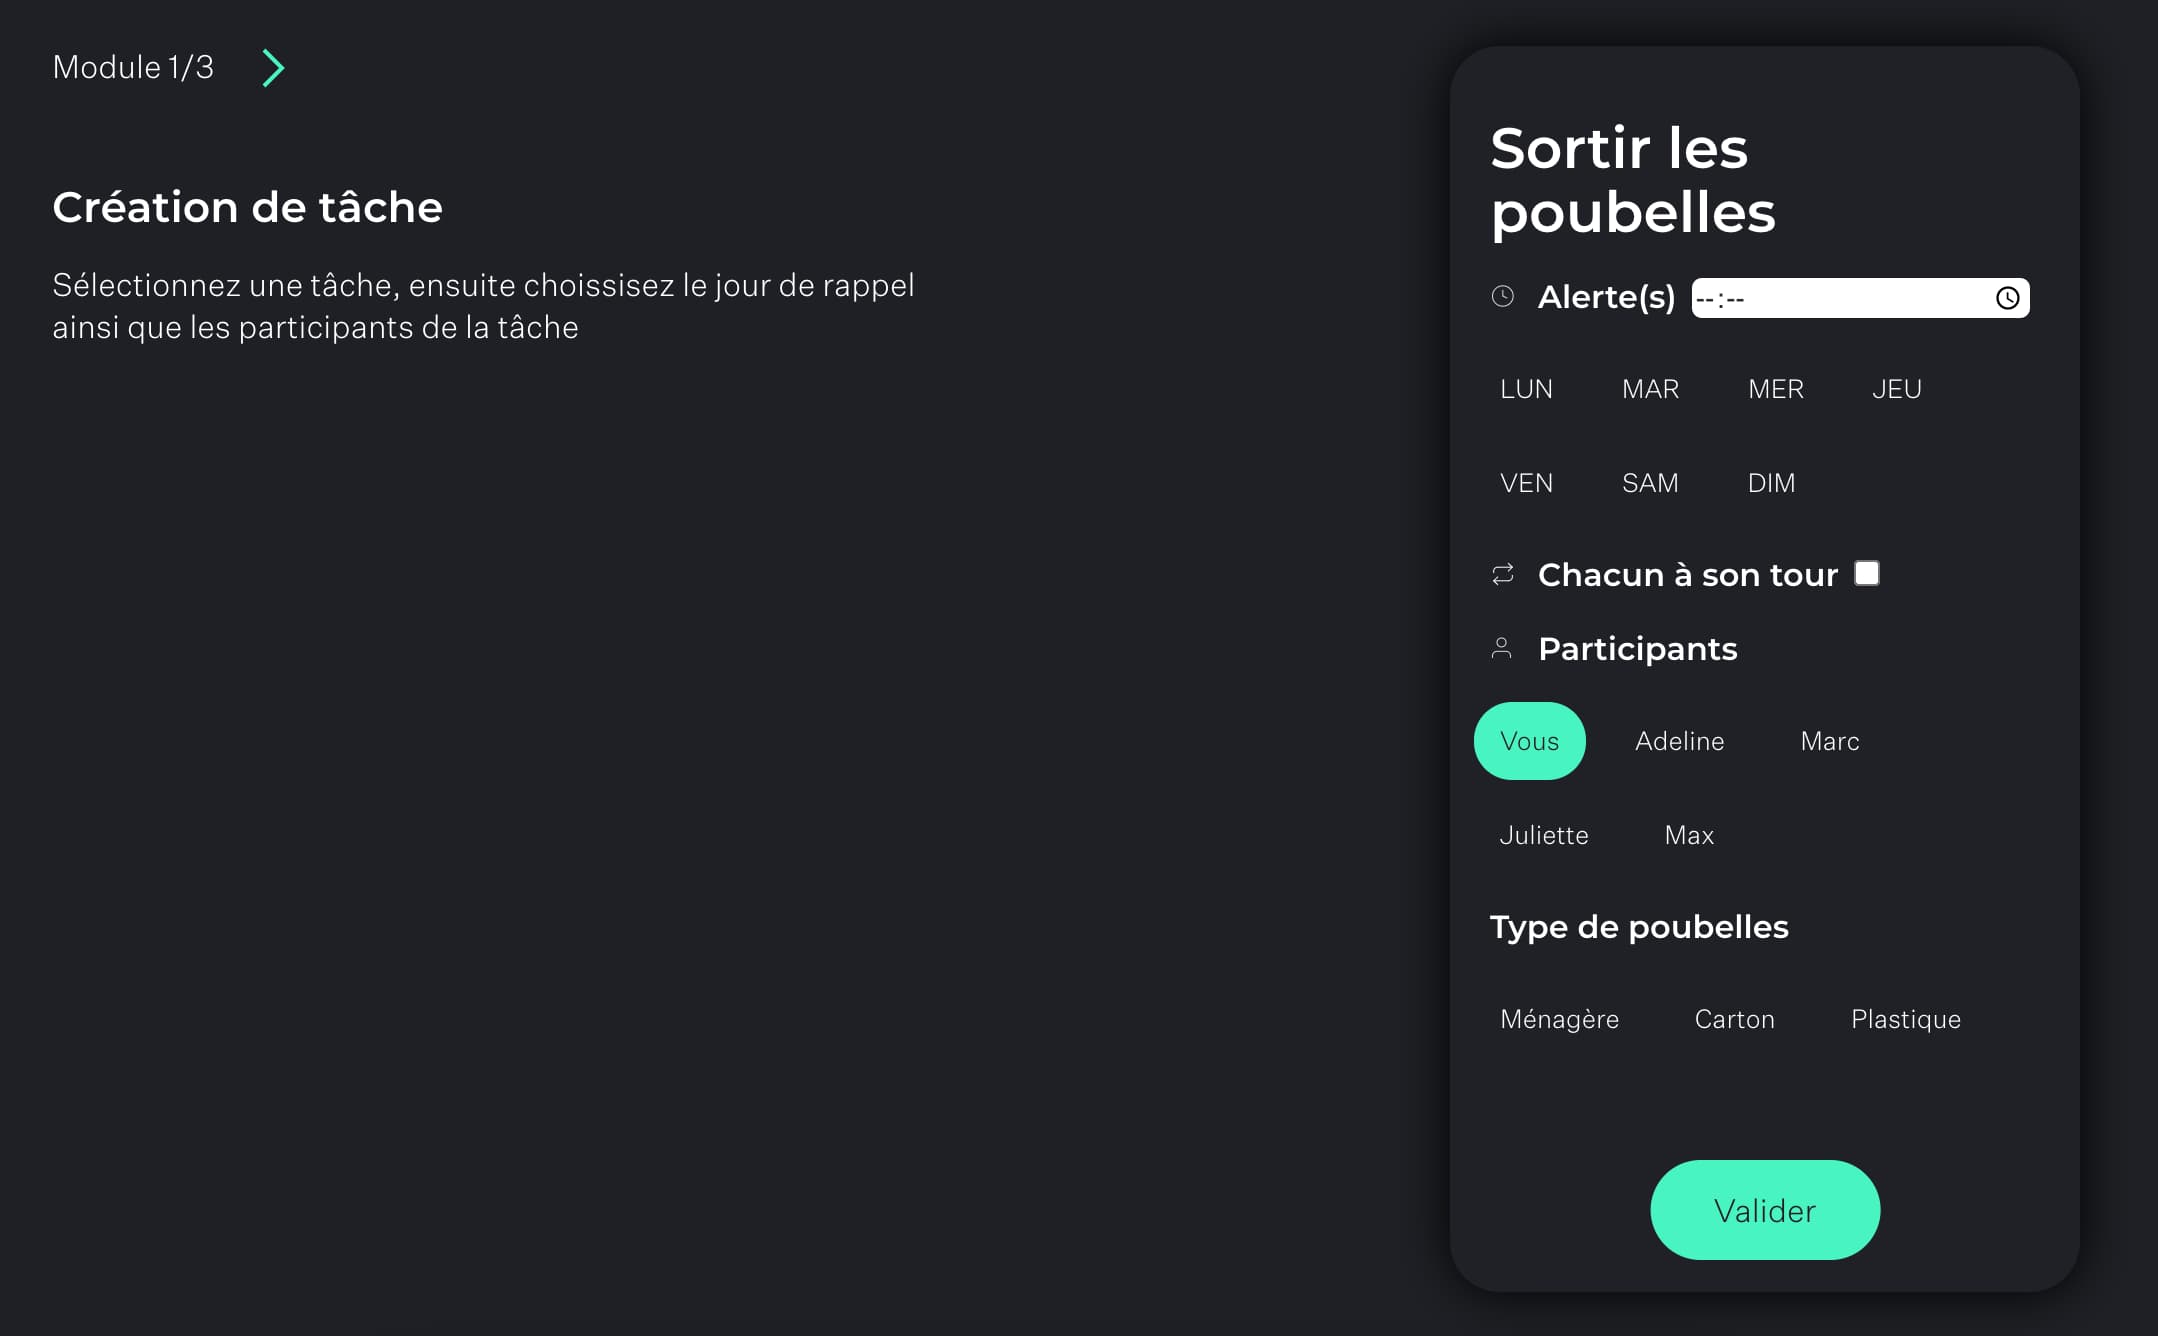 Module 1/3
Création de tâche
Sélectionnez une tâche, ensuite choissisez le jour de rappel
ainsi que les participants de la tâche
Sortir les
poubelles
Alerte(s) --:--
LUN MAR MER JEU
VEN SAM DIM
Chacun à son tour
Participants
Vous Adeline Marc
Juliette Max
Type de poubelles
Ménagère Carton Plastique
Valider